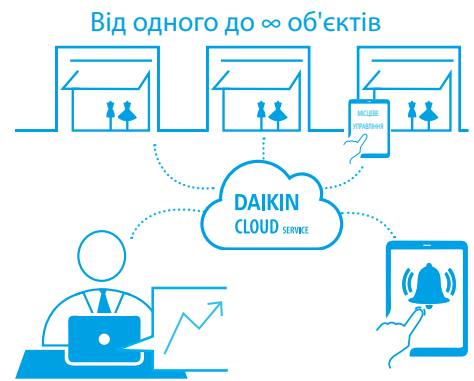 Від одного до ∞ об'єктів
МІСЦЕВЕ
УПРАВЛІННЯ
DAIKIN
CLOUD SERVICE